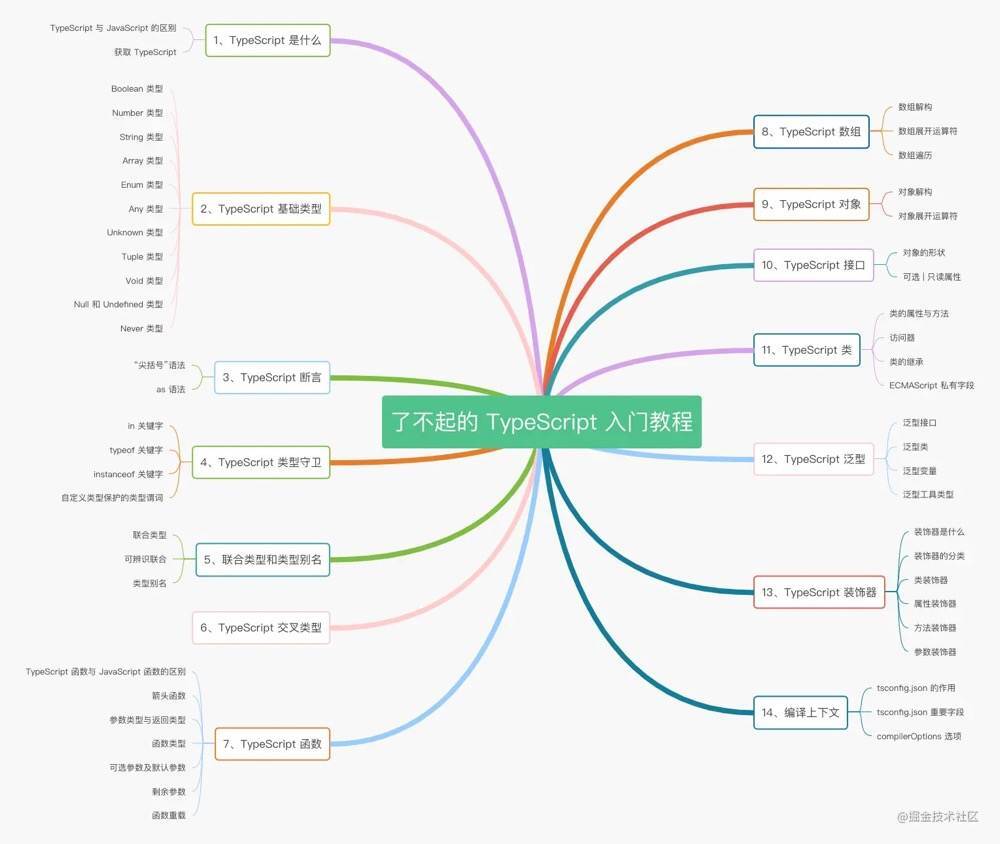 了不起的 TypeScript 入门教程
1、TypeScript 是什么
TypeScript 与 JavaScript 的区别
获取 TypeScript
2、TypeScript 基础类型
Boolean 类型
Number 类型
String 类型
Array 类型
Enum 类型
Any 类型
Unknown 类型
Tuple 类型
Void 类型
Null 和 Undefined 类型
Never 类型
3、TypeScript 断言
“尖括号”语法
as 语法
4、TypeScript 类型守卫
in 关键字
typeof 关键字
instanceof 关键字
自定义类型保护的类型谓词
5、联合类型和类型别名
联合类型
可辨识联合
类型别名
6、TypeScript 交叉类型
7、TypeScript 函数
TypeScript 函数与 JavaScript 函数的区别
箭头函数
参数类型与返回类型
函数类型
可选参数及默认参数
剩余参数
函数重载
8、TypeScript 数组
数组解构
数组展开运算符
数组遍历
9、TypeScript 对象
对象解构
对象展开运算符
10、TypeScript 接口
对象的形状
可选 | 只读属性
11、TypeScript 类
类的属性与方法
访问器
类的继承
ECMAScript 私有字段
12、TypeScript 泛型
泛型接口
泛型类
泛型变量
泛型工具类型
13、TypeScript 装饰器
装饰器是什么
装饰器的分类
类装饰器
属性装饰器
方法装饰器
参数装饰器
14、编译上下文
tsconfig.json 的作用
tsconfig.json 重要字段
compilerOptions 选项
@掘金技术社区